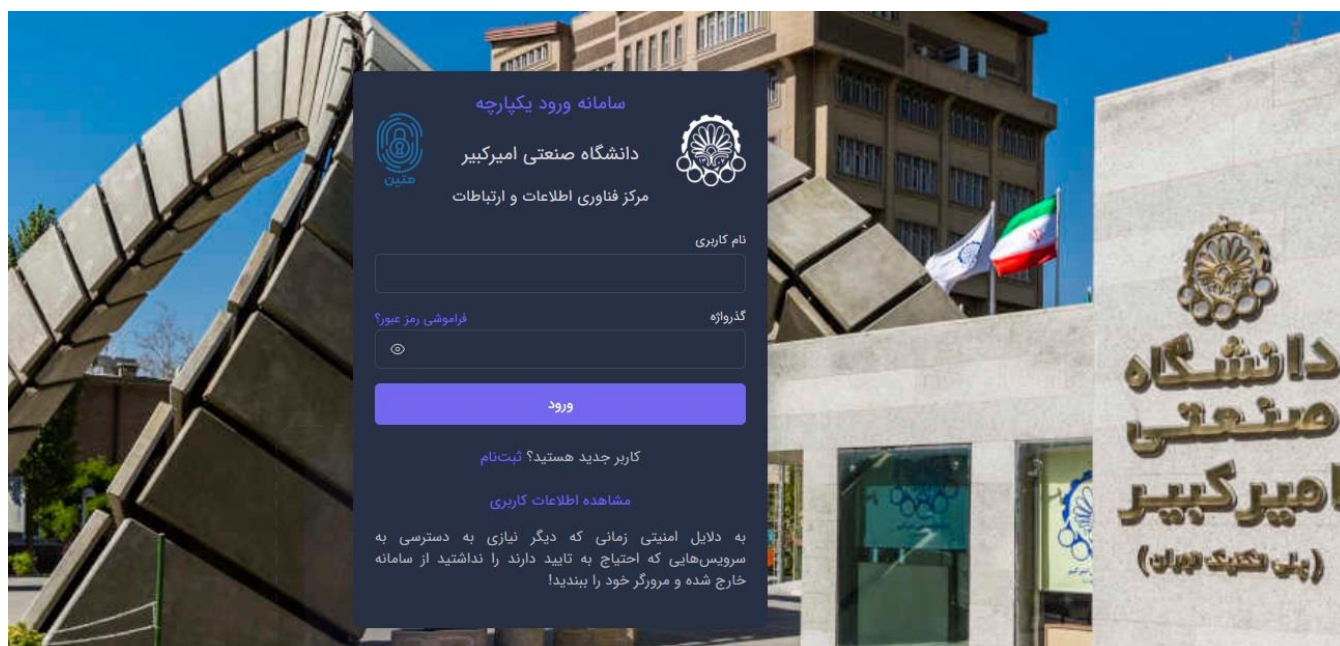 سامانه ورود یکپارچه
دانشگاه صنعتی امیرکبیر
متین
مرکز فناوری اطلاعات و ارتباطات
نام کاربری
گذرواژه
فراموشی رمز عبور؟
ورود
کاربر جدید هستید؟ ثبت‌نام
مشاهده اطلاعات کاربری
به دلایل امنیتی زمانی که دیگر نیازی به دسترسی به
سرویس‌هایی که احتیاج به تایید دارند را نداشتید از سامانه
خارج شده و مرورگر خود را ببندید!
دانشگاه
صنعتی
امیرکبیر
(پلی تکنیک تهران)